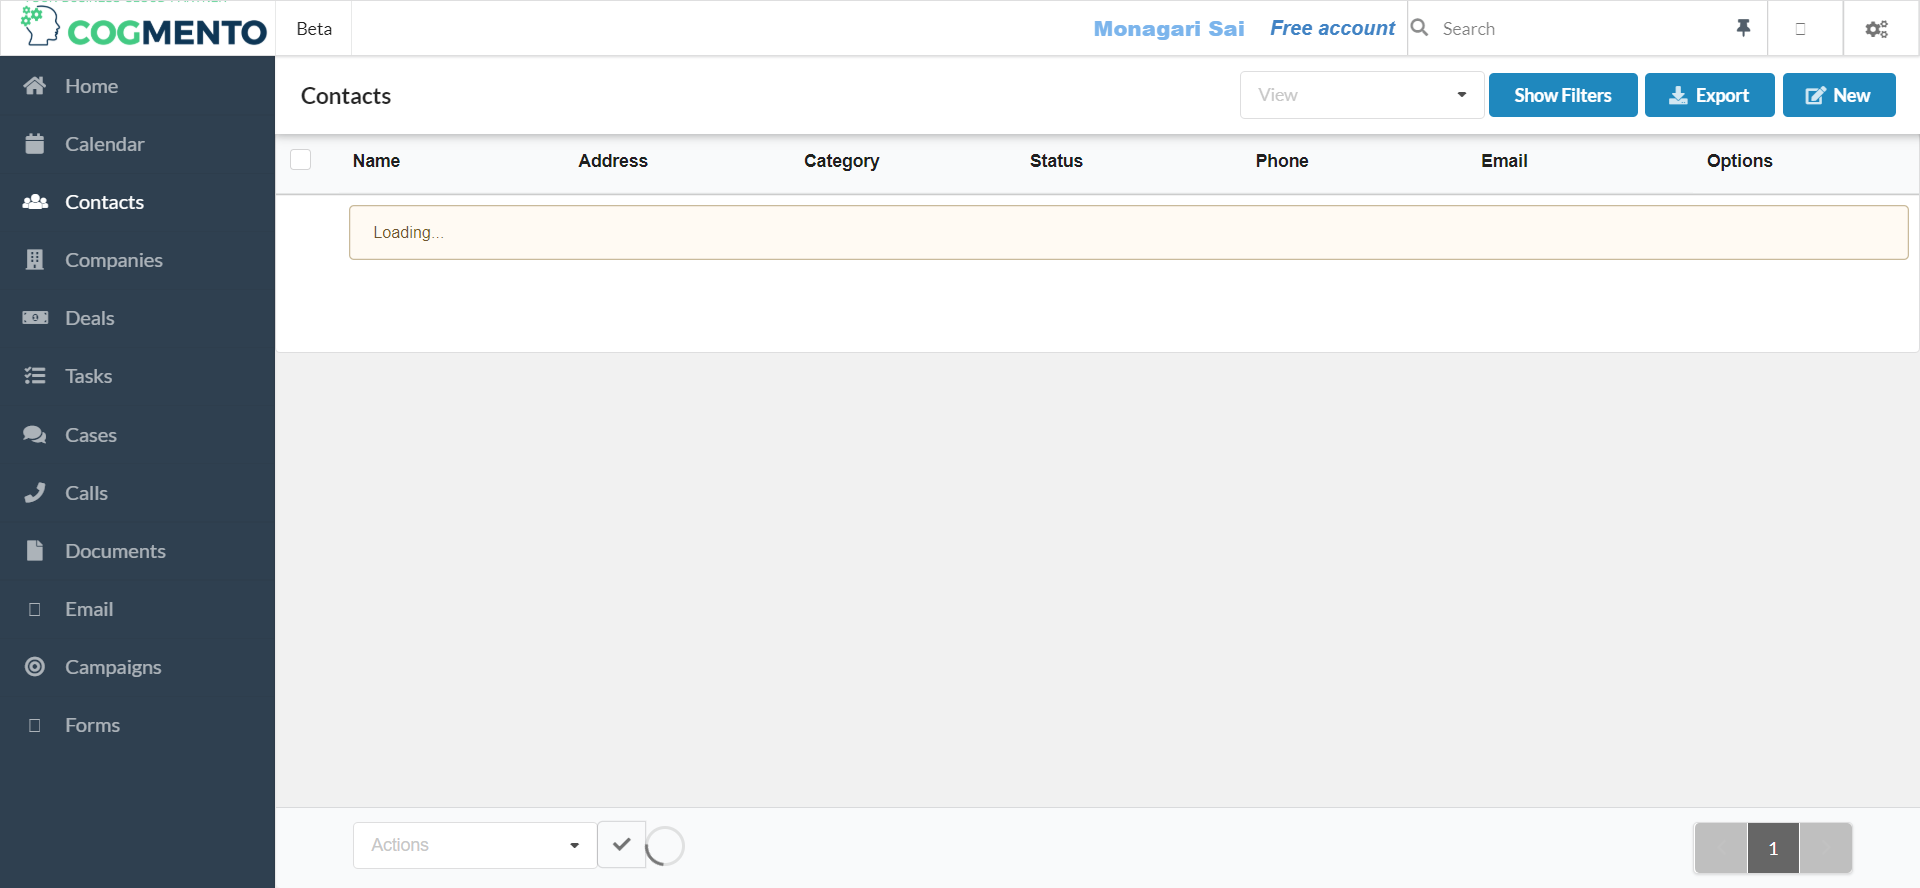 COGMENTO
Beta
Monagari Sai
Free account
Search
Home
Calendar
Contacts
Companies
Deals
Tasks
Cases
Calls
Documents
Email
Campaigns
Forms
Contacts
View
Show Filters
Export
New
Name Address Category Status Phone Email Options
Loading...
Actions
1